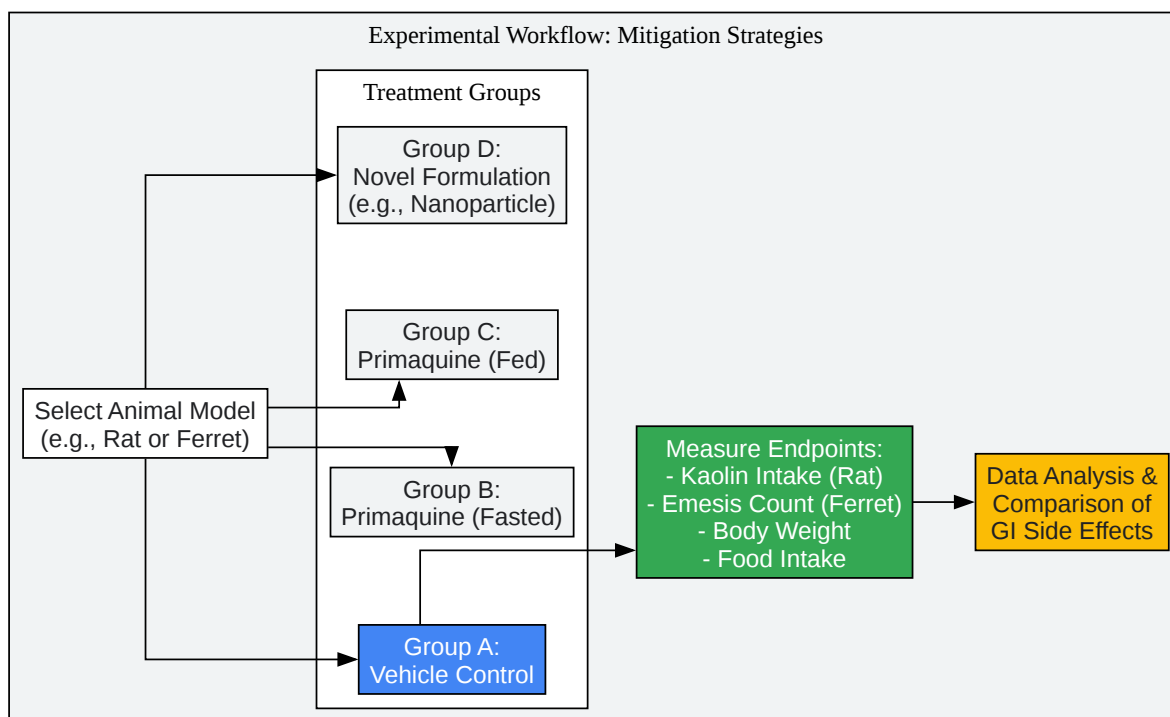 Experimental Workflow: Mitigation Strategies
Treatment Groups
Group D:
Novel Formulation
(e.g., Nanoparticle)
Group C:
Primaquine (Fed)
Select Animal Model
(e.g., Rat or Ferret)
Group B:
Primaquine (Fasted)
Group A:
Vehicle Control
Measure Endpoints:
- Kaolin Intake (Rat)
- Emesis Count (Ferret)
- Body Weight
- Food Intake
Data Analysis &
Comparison of
GI Side Effects